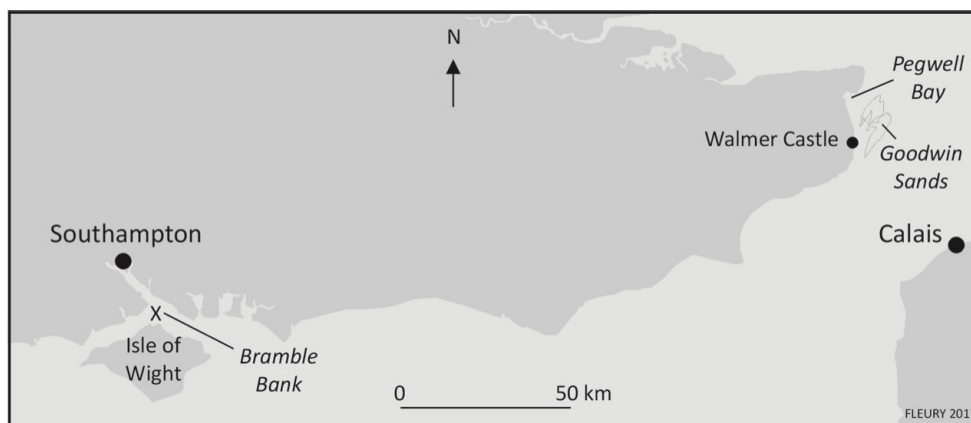 N
Pegwell
Bay
Walmer Castle
Goodwin
Sands
Southampton
Calais
X
Isle of
Wight
Bramble
Bank
0 50 km
FLEURY 201